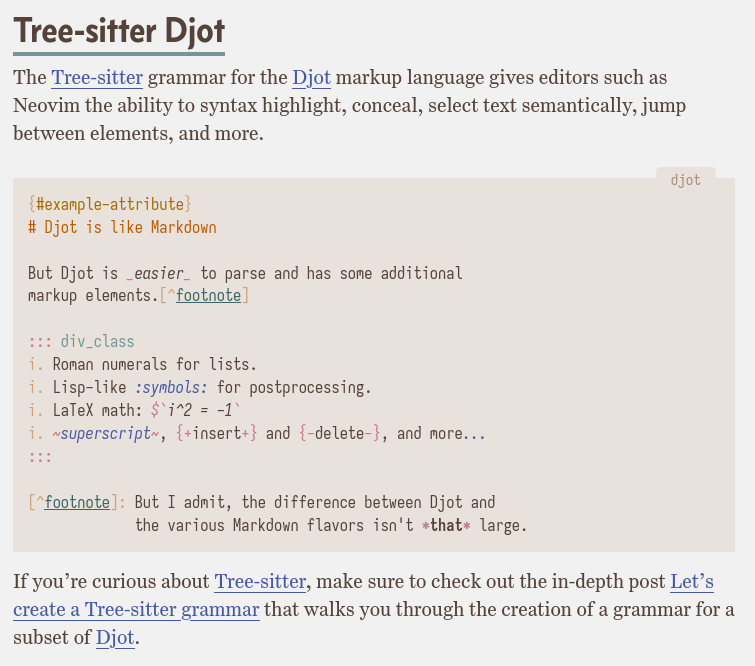 Tree-sitter Djot
The Tree-sitter grammar for the Djot markup language gives editors such as
Neovim the ability to syntax highlight, conceal, select text semantically, jump
between elements, and more.
djot
{#example-attribute}
# Djot is like Markdown
But Djot is _easier_ to parse and has some additional
markup elements.[^footnote]
::: div_class
i. Roman numerals for lists.
i. Lisp-like :symbols: for postprocessing.
i. LaTeX math: $`i^2 = -1`
i. ~superscript~, {+insert+} and {-delete-}, and more...
:::
[^footnote]: But I admit, the difference between Djot and
the various Markdown flavors isn't *that* large.
If you’re curious about Tree-sitter, make sure to check out the in-depth post Let’s
create a Tree-sitter grammar that walks you through the creation of a grammar for a
subset of Djot.